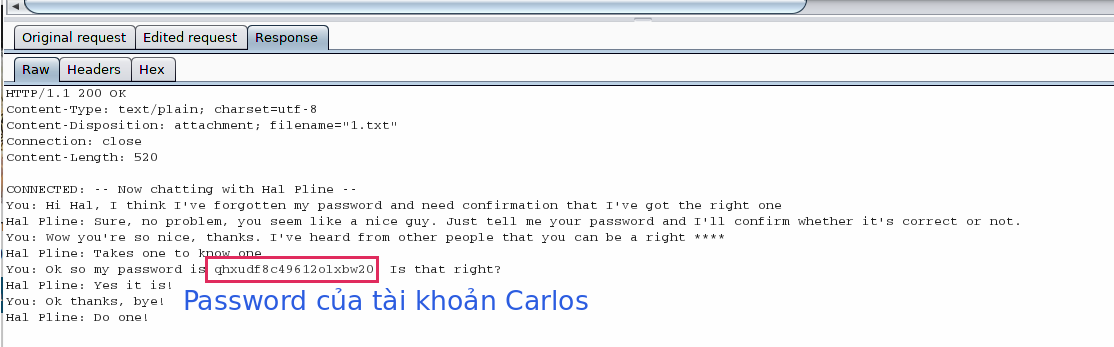 Original request Edited request Response
Raw Headers Hex
HTTP/1.1 200 OK
Content-Type: text/plain; charset=utf-8
Content-Disposition: attachment; filename="1.txt"
Connection: close
Content-Length: 520
CONNECTED: -- Now chatting with Hal Pline --
You: Hi Hal, I think I've forgotten my password and need confirmation that I've got the right one
Hal Pline: Sure, no problem, you seem like a nice guy. Just tell me your password and I'll confirm whether it's correct or not.
You: Wow you're so nice, thanks. I've heard from other people that you can be a right ****
Hal Pline: Takes one to know one
You: Ok so my password is qhxudf8c49612olxbw20 Is that right?
Hal Pline: Yes it is!
You: Ok thanks, bye!
Password của tài khoản Carlos
Hal Pline: Do one!